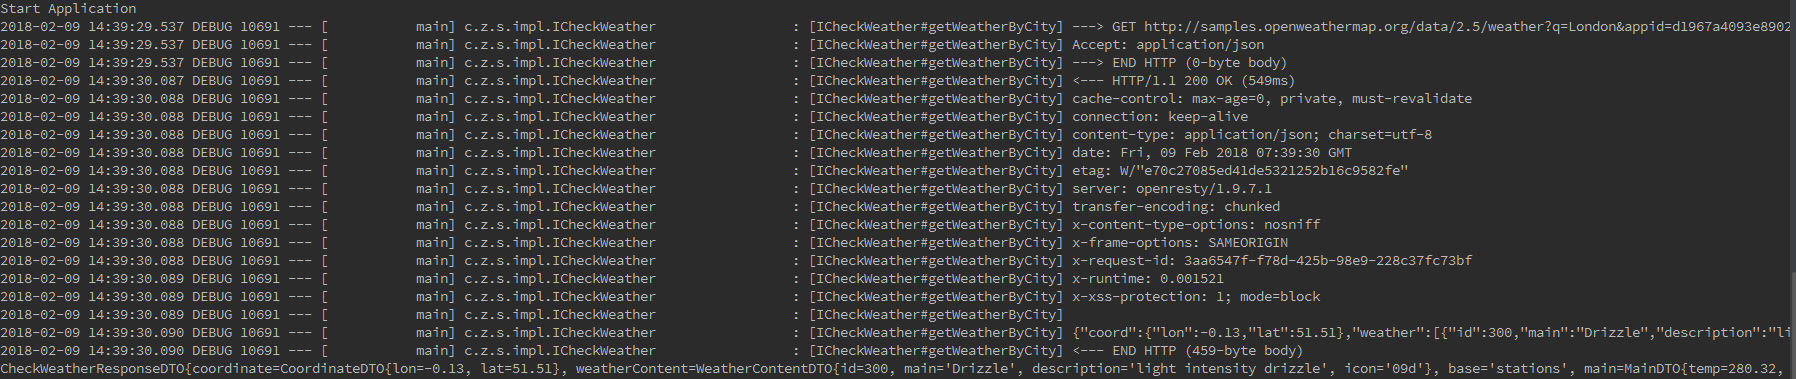 Start Application
2018-02-09 14:39:29.537 DEBUG 10691 --- [           main] c.z.s.impl.ICheckWeather                 : [ICheckWeather#getWeatherByCity] ---> GET http://samples.openweathermap.org/data/2.5/weather?q=London&appid=d1967a4093e8902
2018-02-09 14:39:29.537 DEBUG 10691 --- [           main] c.z.s.impl.ICheckWeather                 : [ICheckWeather#getWeatherByCity] Accept: application/json
2018-02-09 14:39:29.537 DEBUG 10691 --- [           main] c.z.s.impl.ICheckWeather                 : [ICheckWeather#getWeatherByCity] ---> END HTTP (0-byte body)
2018-02-09 14:39:30.087 DEBUG 10691 --- [           main] c.z.s.impl.ICheckWeather                 : [ICheckWeather#getWeatherByCity] <--- HTTP/1.1 200 OK (549ms)
2018-02-09 14:39:30.088 DEBUG 10691 --- [           main] c.z.s.impl.ICheckWeather                 : [ICheckWeather#getWeatherByCity] cache-control: max-age=0, private, must-revalidate
2018-02-09 14:39:30.088 DEBUG 10691 --- [           main] c.z.s.impl.ICheckWeather                 : [ICheckWeather#getWeatherByCity] connection: keep-alive
2018-02-09 14:39:30.088 DEBUG 10691 --- [           main] c.z.s.impl.ICheckWeather                 : [ICheckWeather#getWeatherByCity] content-type: application/json; charset=utf-8
2018-02-09 14:39:30.088 DEBUG 10691 --- [           main] c.z.s.impl.ICheckWeather                 : [ICheckWeather#getWeatherByCity] date: Fri, 09 Feb 2018 07:39:30 GMT
2018-02-09 14:39:30.088 DEBUG 10691 --- [           main] c.z.s.impl.ICheckWeather                 : [ICheckWeather#getWeatherByCity] etag: W/"e70c27085ed41de5321252b16c9582fe"
2018-02-09 14:39:30.088 DEBUG 10691 --- [           main] c.z.s.impl.ICheckWeather                 : [ICheckWeather#getWeatherByCity] server: openresty/1.9.7.1
2018-02-09 14:39:30.088 DEBUG 10691 --- [           main] c.z.s.impl.ICheckWeather                 : [ICheckWeather#getWeatherByCity] transfer-encoding: chunked
2018-02-09 14:39:30.088 DEBUG 10691 --- [           main] c.z.s.impl.ICheckWeather                 : [ICheckWeather#getWeatherByCity] x-content-type-options: nosniff
2018-02-09 14:39:30.088 DEBUG 10691 --- [           main] c.z.s.impl.ICheckWeather                 : [ICheckWeather#getWeatherByCity] x-frame-options: SAMEORIGIN
2018-02-09 14:39:30.088 DEBUG 10691 --- [           main] c.z.s.impl.ICheckWeather                 : [ICheckWeather#getWeatherByCity] x-request-id: 3aa6547f-f78d-425b-98e9-228c37fc73bf
2018-02-09 14:39:30.089 DEBUG 10691 --- [           main] c.z.s.impl.ICheckWeather                 : [ICheckWeather#getWeatherByCity] x-runtime: 0.001521
2018-02-09 14:39:30.089 DEBUG 10691 --- [           main] c.z.s.impl.ICheckWeather                 : [ICheckWeather#getWeatherByCity] x-xss-protection: 1; mode=block
2018-02-09 14:39:30.089 DEBUG 10691 --- [           main] c.z.s.impl.ICheckWeather                 : [ICheckWeather#getWeatherByCity]
2018-02-09 14:39:30.090 DEBUG 10691 --- [           main] c.z.s.impl.ICheckWeather                 : [ICheckWeather#getWeatherByCity] {"coord":{"lon":-0.13,"lat":51.51},"weather":[{"id":300,"main":"Drizzle","description":"li
2018-02-09 14:39:30.090 DEBUG 10691 --- [           main] c.z.s.impl.ICheckWeather                 : [ICheckWeather#getWeatherByCity] <--- END HTTP (459-byte body)
CheckWeatherResponseDTO{coordinate=CoordinateDTO{lon=-0.13, lat=51.51}, weatherContent=WeatherContentDTO{id=300, main='Drizzle', description='light intensity drizzle', icon='09d'}, base='stations', main=MainDTO{temp=280.32,